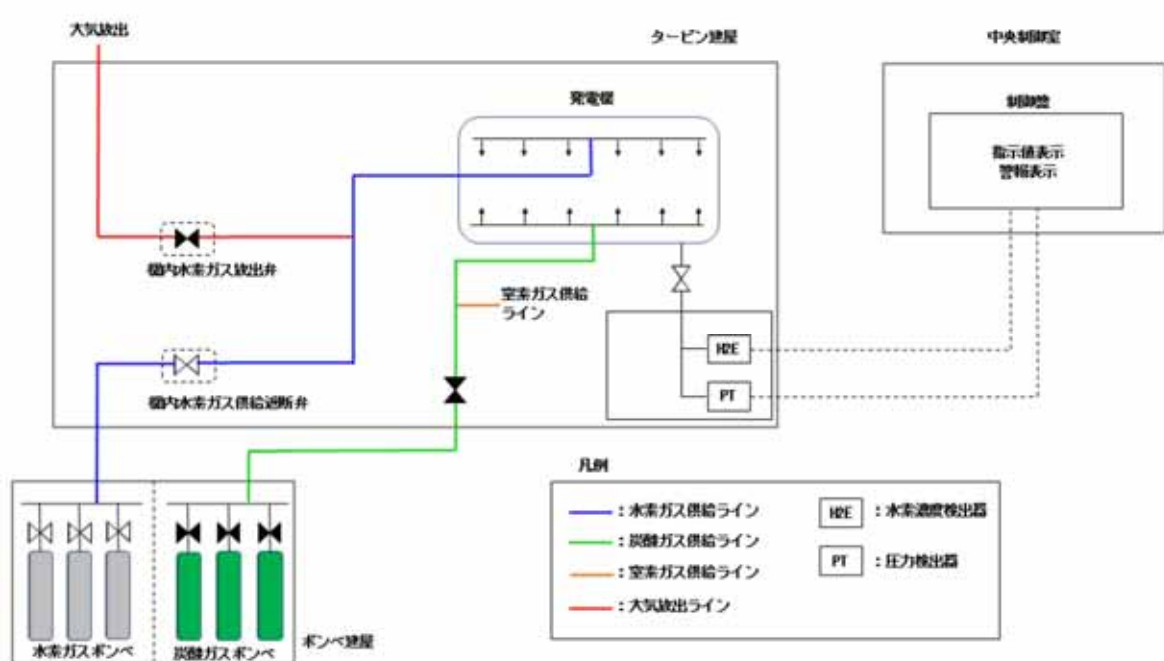 大気放出
タービン建屋
中央制御室
発電機
制御盤
指示値表示
警報表示
機内水素ガス放出弁
窒素ガス供給
ライン
H2E
機内水素ガス供給遮断弁
PT
凡例
:水素ガス供給ライン
H2E
:水素濃度検出器
:炭酸ガス供給ライン
PT
:圧力検出器
:窒素ガス供給ライン
:大気放出ライン
水素ガスボンベ
炭酸ガスボンベ
ボンベ建屋